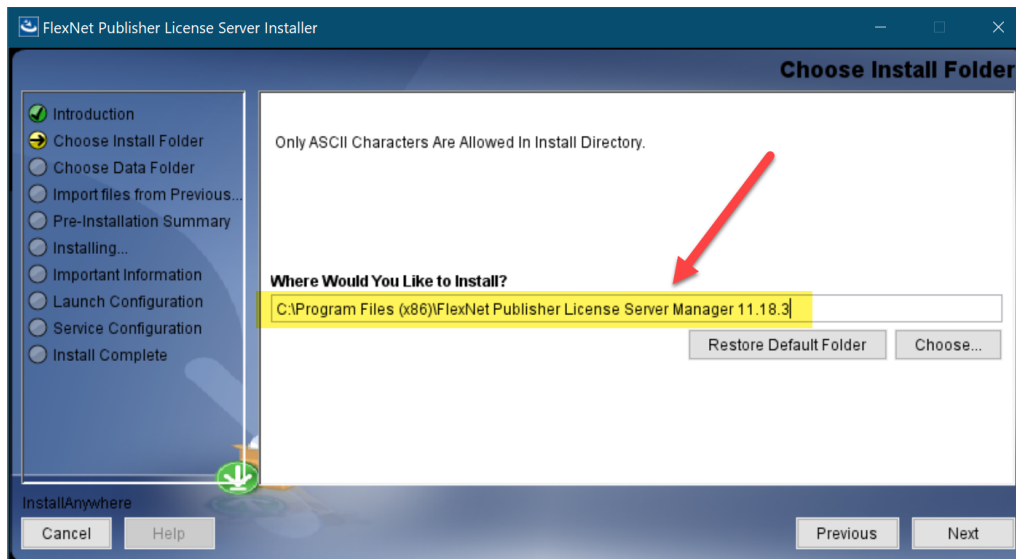 FlexNet Publisher License Server Installer
Choose Install Folder
Introduction
Choose Install Folder
Choose Data Folder
Import files from Previous...
Pre-Installation Summary
Installing...
Important Information
Launch Configuration
Service Configuration
Install Complete
Only ASCII Characters Are Allowed In Install Directory.
Where Would You Like to Install?
C:\Program Files (x86)\FlexNet Publisher License Server Manager 11.18.3
Restore Default Folder Choose...
InstallAnywhere
Cancel Help Previous Next